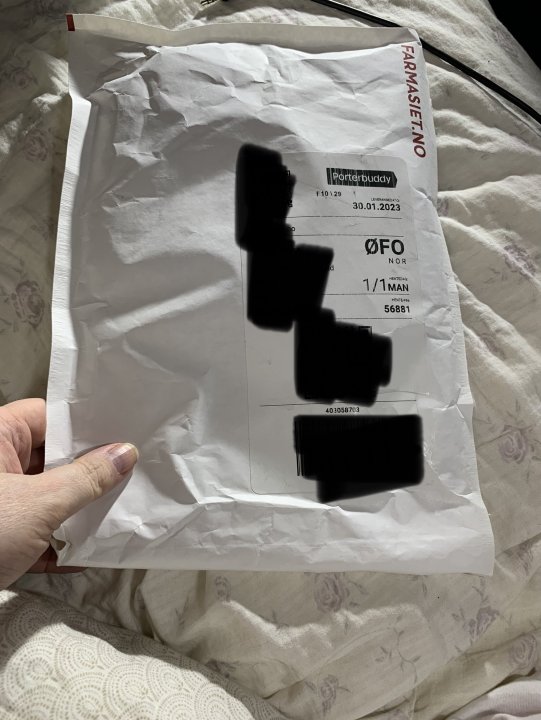 FARMASIET.NO
Porterbuddy
30.01.2023
ØFO
NOR
1/1 MAN
56881
401058703